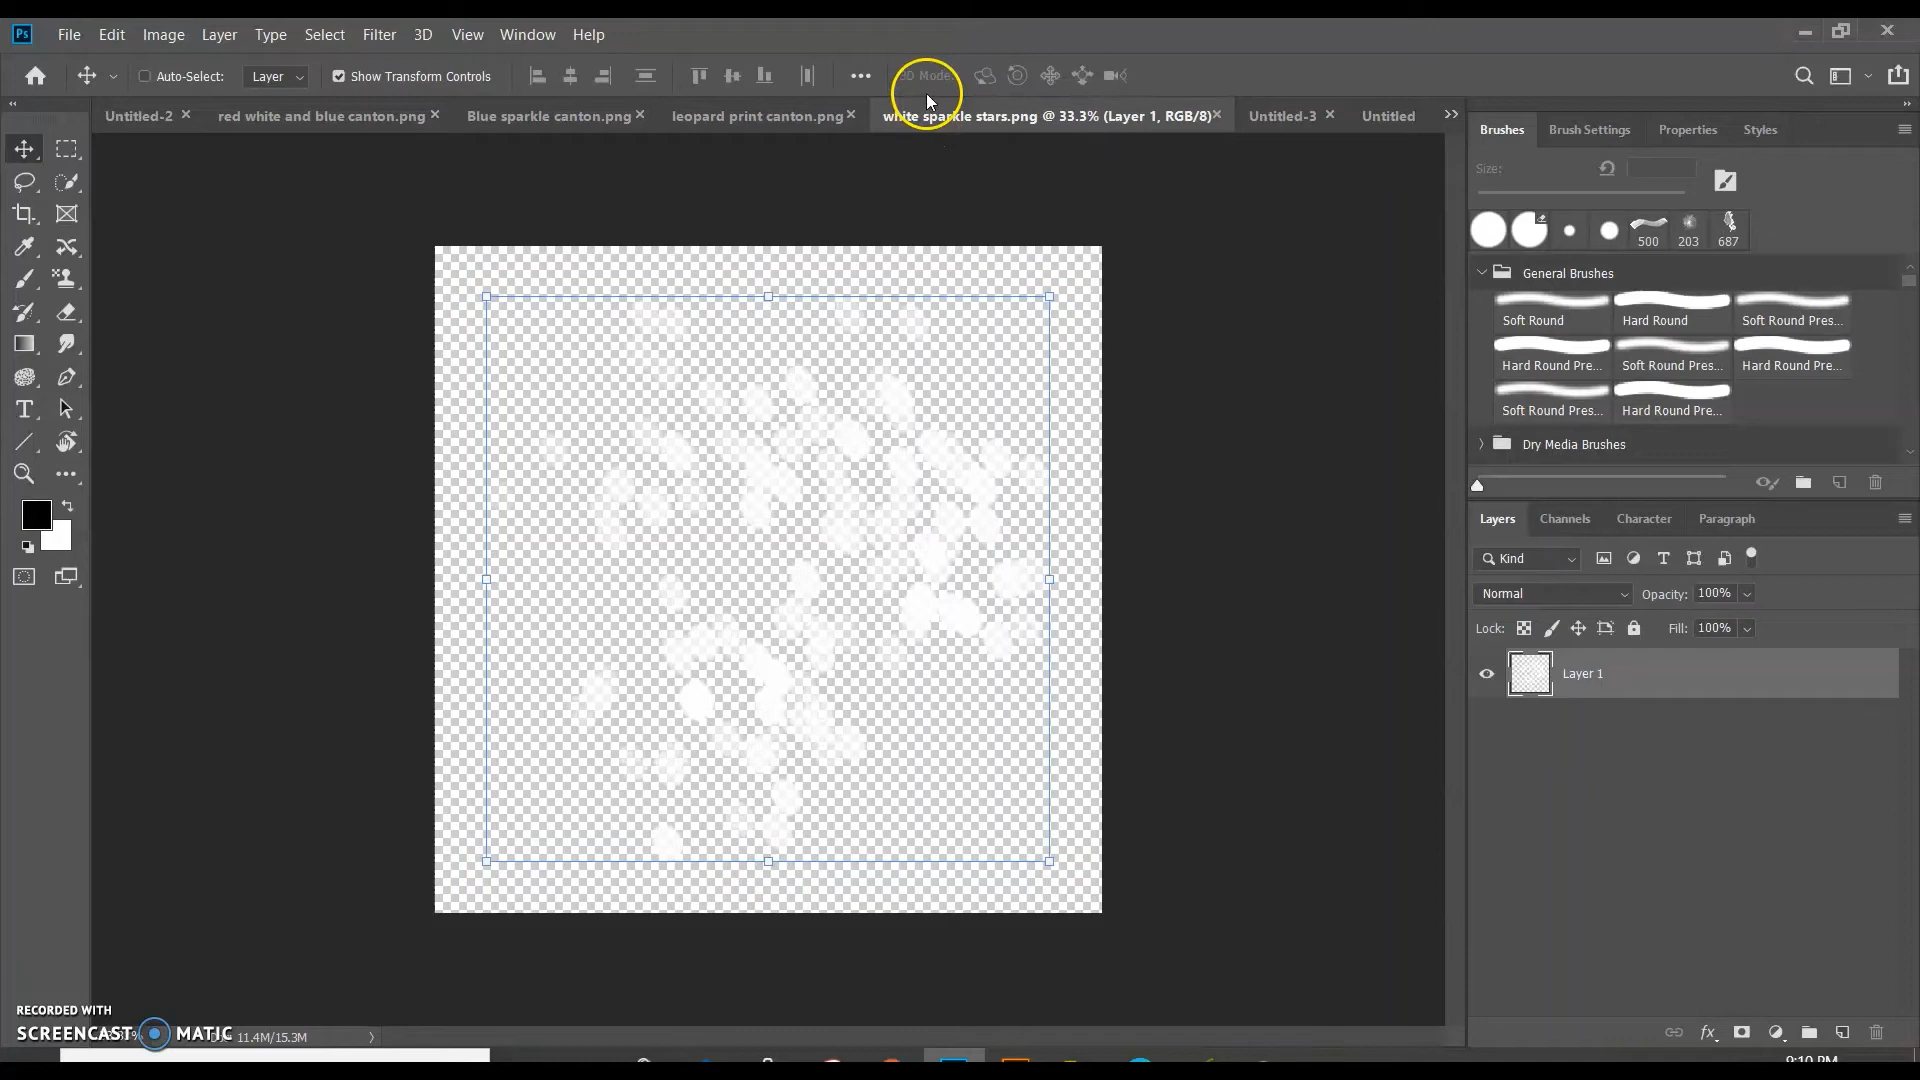 Ps File Edit Image Layer Type Select Filter 3D View Window Help
Auto-Select: Layer Show Transform Controls 3D Mode:
Untitled-2 red white and blue canton.png Blue sparkle canton.png leopard print canton.png white sparkle stars.png @ 33.3% (Layer 1, RGB/8) Untitled-3 Untitled
Brushes Brush Settings Properties Styles
Size:
500 203 687
General Brushes
Soft Round Hard Round Soft Round Pres...
Hard Round Pre... Soft Round Pres... Hard Round Pre...
Soft Round Pres... Hard Round Pre...
Dry Media Brushes
Layers Channels Character Paragraph
Kind
Normal Opacity: 100%
Lock: Fill: 100%
Layer 1
RECORDED WITH
SCREENCAST MATIC
11.4M/15.3M
9:10 PM